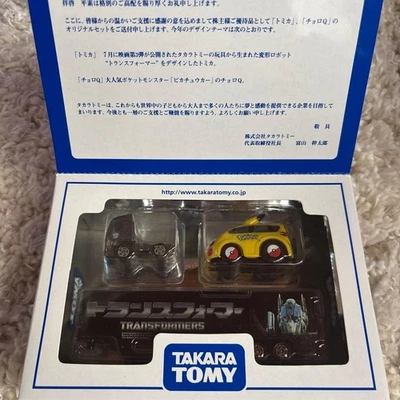 拝啓 平素は格別のご高配を賜り厚くお礼申し上げます。
ここに、皆様からの温かいご支援に感謝の意を込めまして株主様ご優待品として「トミカ」、「チョロQ」の
オリジナルセットをご送付申し上げます。今年のデザインテーマは次のとおりです。
「トミカ」 7月に映画第3弾が公開されたタカラトミーの玩具から生まれた変形ロボット
“トランスフォーマー”をデザインしたトミカ。
「チョロQ」大人気ポケットモンスター「ピカチュウカー」のチョロQ。
タカラトミーは、これからも世界中の子どもから大人まで多くの人たちに夢と感動を提供できる企業を目指して
まいります。今後とも一層のご支援とご鞭撻を賜りますよう、よろしくお願い申し上げます。
敬 具
株式会社タカラトミー
代表取締役社長 富山 幹太郎
http://www.takaratomy.co.jp
トランスフォーマー
TRANSFORMERS
TAKARA
TOMY